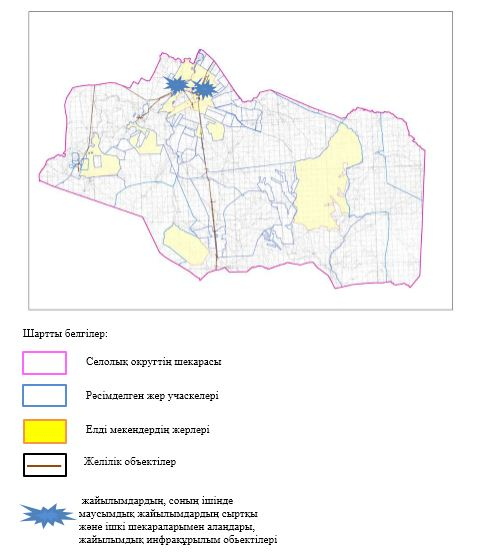 Шартты белгілер:
Селолық округтің шекарасы
Рәсімделген жер учаскелері
Елді мекендердің жерлері
Желілік объектілер
жайылымдардың, соның ішінде
маусымдық жайылымдардың сыртқы
және ішкі шекараларымен алаңдары,
жайылымдық инфрақұрылым объектілері